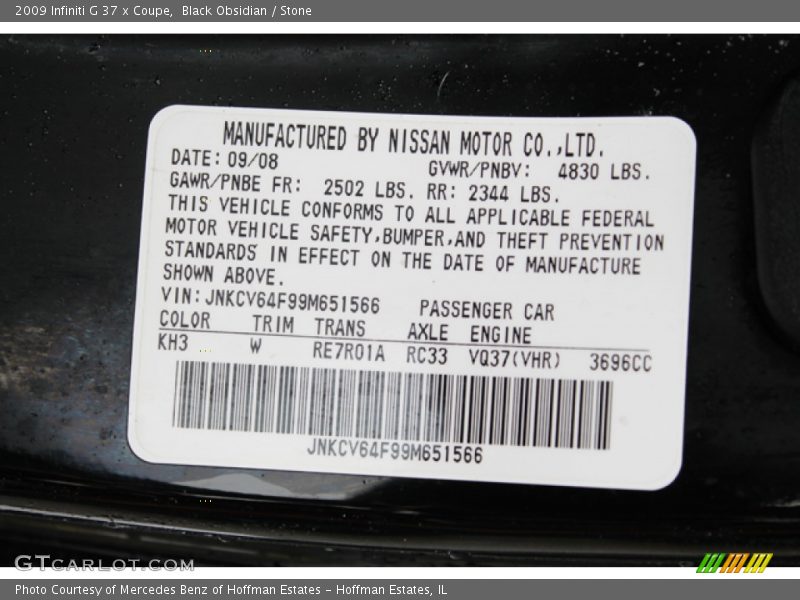 2009 Infiniti G 37 x Coupe, Black Obsidian / Stone
MANUFACTURED BY NISSAN MOTOR CO.,LTD.
DATE: 09/08 GVWR/PNBV: 4830 LBS.
GAWR/PNBE FR: 2502 LBS. RR: 2344 LBS.
THIS VEHICLE CONFORMS TO ALL APPLICABLE FEDERAL
MOTOR VEHICLE SAFETY,BUMPER,AND THEFT PREVENTION
STANDARDS IN EFFECT ON THE DATE OF MANUFACTURE
SHOWN ABOVE.
VIN:JNKCV64F99M651566 PASSENGER CAR
COLOR TRIM TRANS AXLE ENGINE
KH3 W RE7R01A RC33 VQ37(VHR) 3696CC
JNKCV64F99M651566
GTcarlot.com
Photo Courtesy of Mercedes Benz of Hoffman Estates - Hoffman Estates, IL